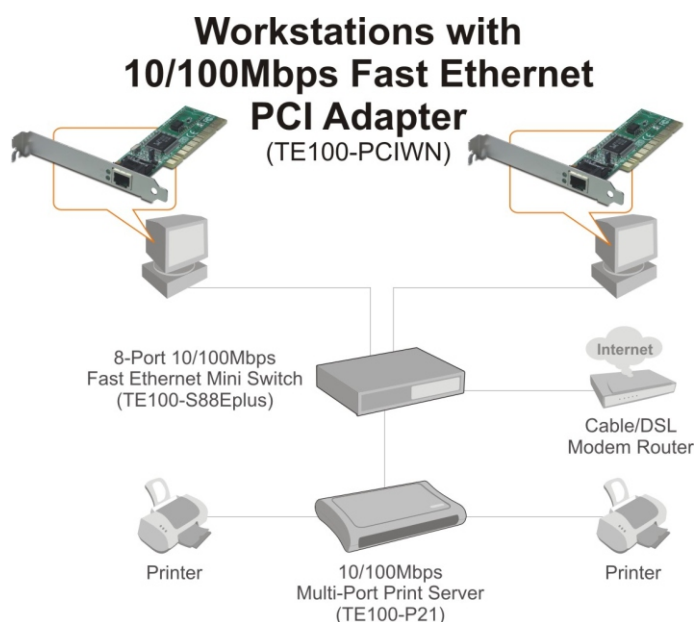 Workstations with
10/100Mbps Fast Ethernet
PCI Adapter
(TE100-PCIWN)
8-Port 10/100Mbps
Fast Ethernet Mini Switch
(TE100-S88Eplus)
Internet
Cable/DSL
Modem Router
Printer
10/100Mbps
Multi-Port Print Server
(TE100-P21)
Printer